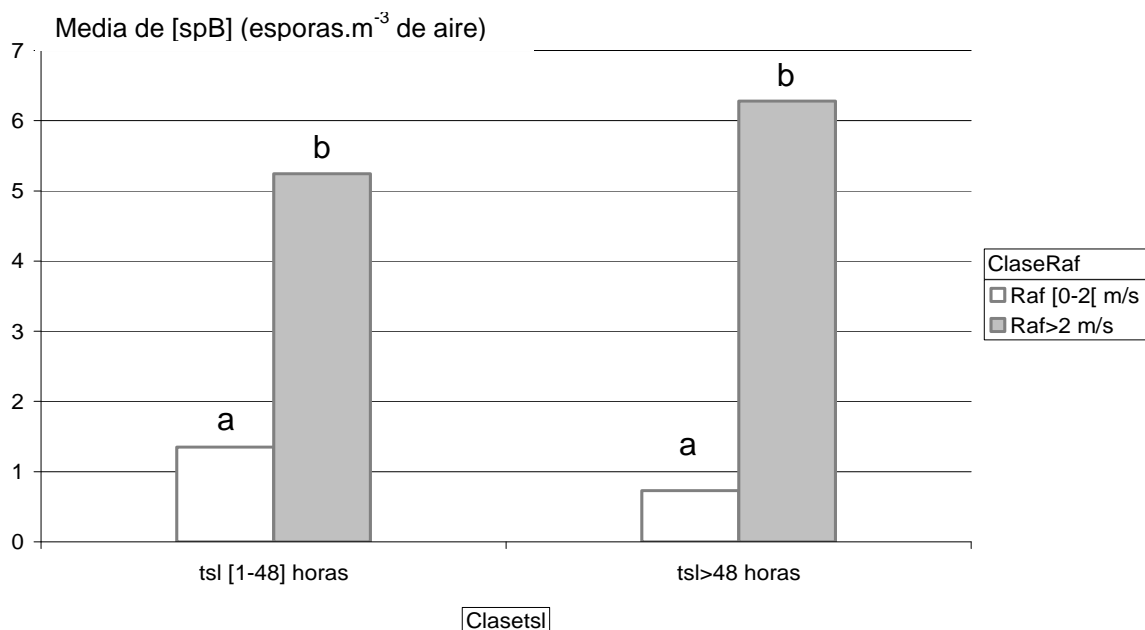 Media de [spB] (esporas.m⁻³ de aire)
7
6
5
4
3
2
1
0
a
b
a
b
tsl [1-48] horas
tsl>48 horas
Clasetsl
ClaseRaf
Raf [0-2[ m/s
Raf>2 m/s